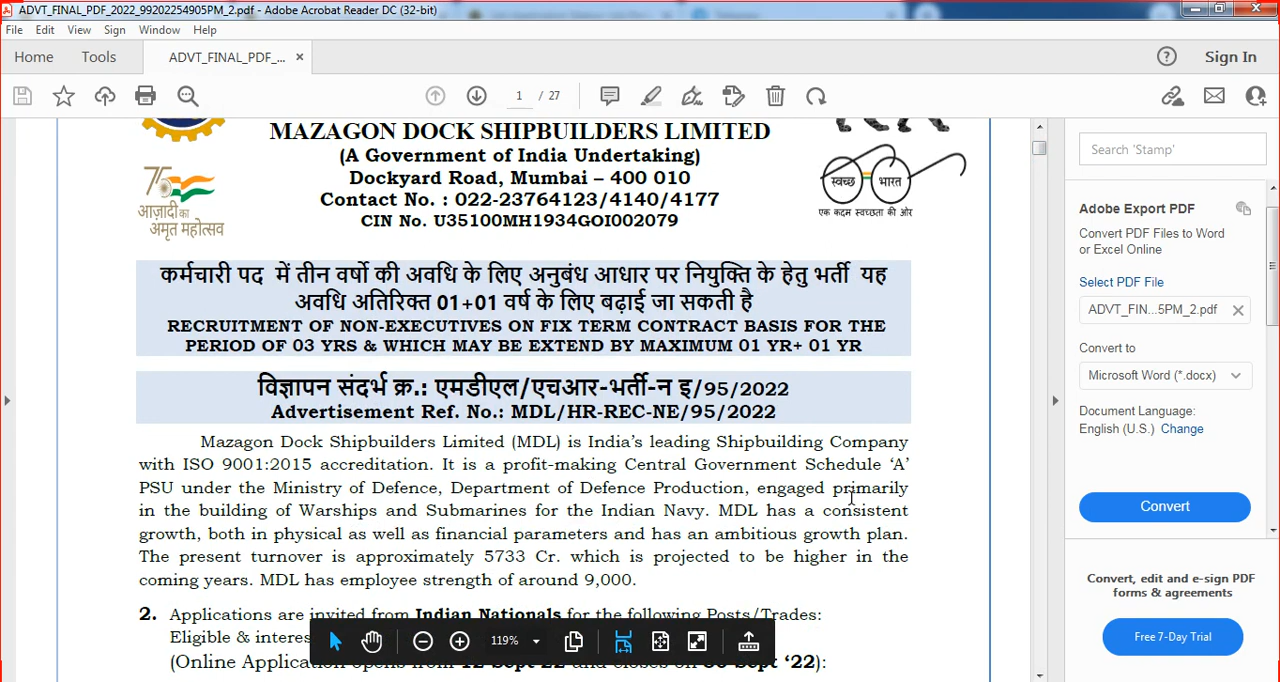 ADVT_FINAL_PDF_2022_99202254905PM_2.pdf - Adobe Acrobat Reader DC (32-bit)
File Edit View Sign Window Help
Home Tools ADVT_FINAL_PDF_... × Sign In
1 / 27
MAZAGON DOCK SHIPBUILDERS LIMITED
(A Government of India Undertaking)
Dockyard Road, Mumbai – 400 010
Contact No. : 022-23764123/4140/4177
CIN No. U35100MH1934GOI002079
75
आज़ादी का
अमृत महोत्सव
स्वच्छ भारत
एक कदम स्वच्छता की ओर
कर्मचारी पद में तीन वर्षो की अवधि के लिए अनुबंध आधार पर नियुक्ति के हेतु भर्ती यह
अवधि अतिरिक्त 01+01 वर्ष के लिए बढ़ाई जा सकती है
RECRUITMENT OF NON-EXECUTIVES ON FIX TERM CONTRACT BASIS FOR THE
PERIOD OF 03 YRS & WHICH MAY BE EXTEND BY MAXIMUM 01 YR+ 01 YR
विज्ञापन संदर्भ क्र.: एमडीएल/एचआर-भर्ती-न इ/95/2022
Advertisement Ref. No.: MDL/HR-REC-NE/95/2022
Mazagon Dock Shipbuilders Limited (MDL) is India's leading Shipbuilding Company
with ISO 9001:2015 accreditation. It is a profit-making Central Government Schedule 'A'
PSU under the Ministry of Defence, Department of Defence Production, engaged primarily
in the building of Warships and Submarines for the Indian Navy. MDL has a consistent
growth, both in physical as well as financial parameters and has an ambitious growth plan.
The present turnover is approximately 5733 Cr. which is projected to be higher in the
coming years. MDL has employee strength of around 9,000.
2. Applications are invited from Indian Nationals for the following Posts/Trades:
Eligible & interes
(Online Application opens from 12 Sept'22 and closes on 30 Sept '22):
119%
Search 'Stamp'
Adobe Export PDF
Convert PDF Files to Word
or Excel Online
Select PDF File
ADVT_FIN...5PM_2.pdf
Convert to
Microsoft Word (*.docx)
Document Language:
English (U.S.) Change
Convert
Convert, edit and e-sign PDF
forms & agreements
Free 7-Day Trial